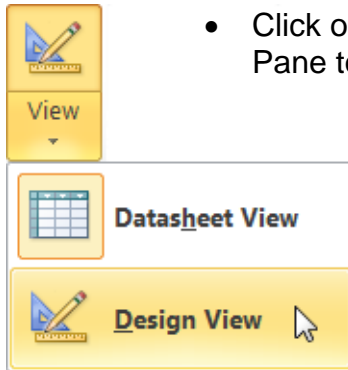 • Click o
Pane t
View
Datasheet View
Design View